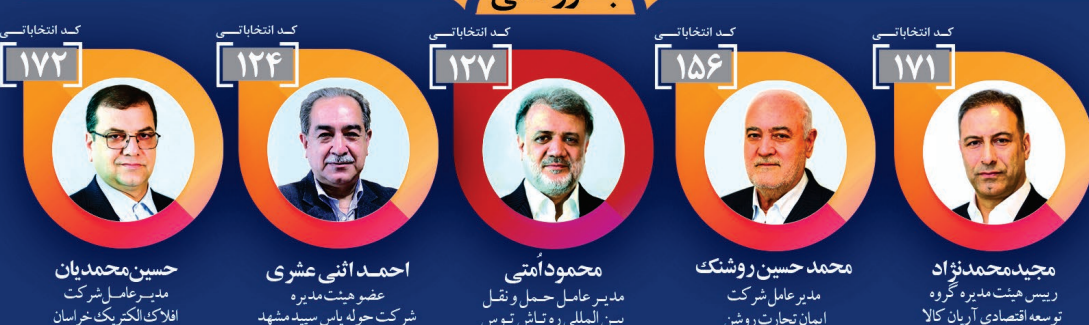 کد انتخاباتی
۱۷۱
مجید محمدنژاد
رییس هیئت مدیره گروه
توسعه اقتصادی آریان کالا
کد انتخاباتی
۱۵۶
محمد حسین روشنک
مدیرعامل شرکت
ایمان تجارت روشن
کد انتخاباتی
۱۲۷
محمود اُمتی
مدیر عامل حمل و نقل
بین المللی ره تاش توس
کد انتخاباتی
۱۲۴
احمد اثنی عشری
عضو هیئت مدیره
شرکت حوله یاس سپید مشهد
کد انتخاباتی
۱۷۲
حسین محمدیان
مدیرعامل شرکت
افلاک الکتریک خراسان